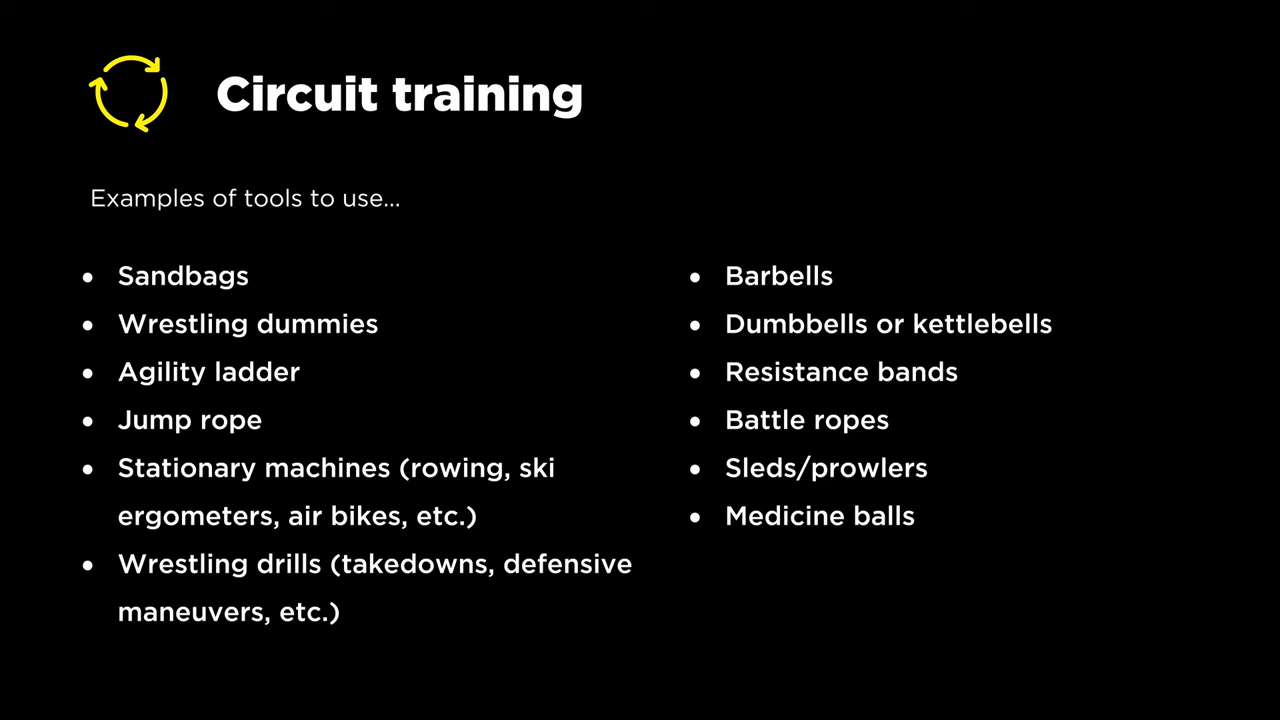 Circuit training
Examples of tools to use...
• Sandbags
• Wrestling dummies
• Agility ladder
• Jump rope
• Stationary machines (rowing, ski
ergometers, air bikes, etc.)
• Wrestling drills (takedowns, defensive
maneuvers, etc.)
• Barbells
• Dumbbells or kettlebells
• Resistance bands
• Battle ropes
• Sleds/prowlers
• Medicine balls